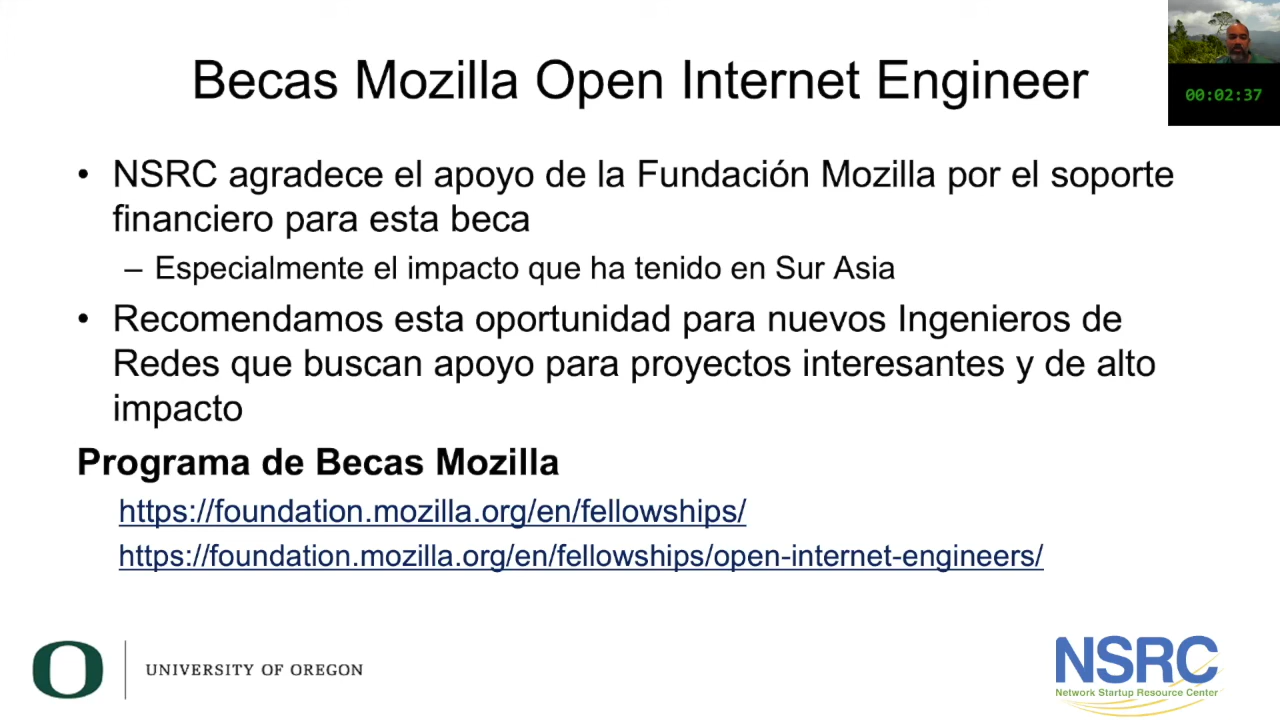 Becas Mozilla Open Internet Engineer
00:02:37
• NSRC agradece el apoyo de la Fundación Mozilla por el soporte
financiero para esta beca
– Especialmente el impacto que ha tenido en Sur Asia
• Recomendamos esta oportunidad para nuevos Ingenieros de
Redes que buscan apoyo para proyectos interesantes y de alto
impacto
Programa de Becas Mozilla
https://foundation.mozilla.org/en/fellowships/
https://foundation.mozilla.org/en/fellowships/open-internet-engineers/
O
UNIVERSITY OF OREGON
NSRC
Network Startup Resource Center